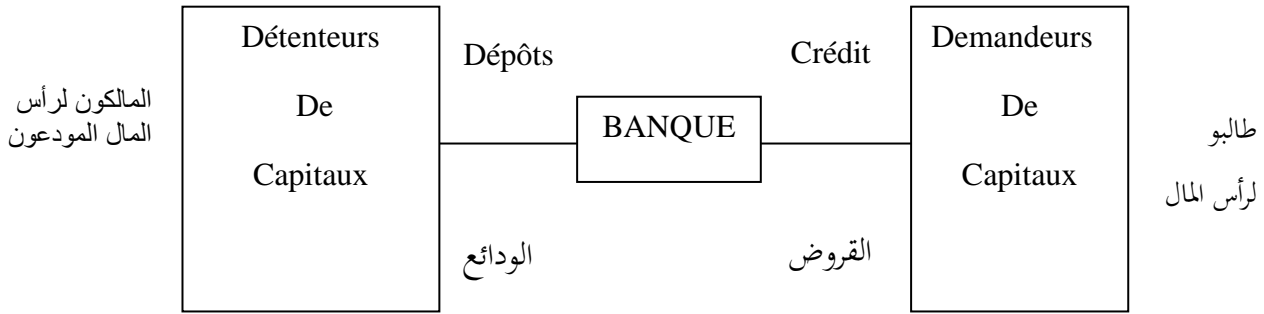 المالكون لرأس
المال المودعون
Détenteurs
De
Capitaux
Dépôts
الودائع
BANQUE
Crédit
القروض
Demandeurs
De
Capitaux
طالبو
لرأس المال